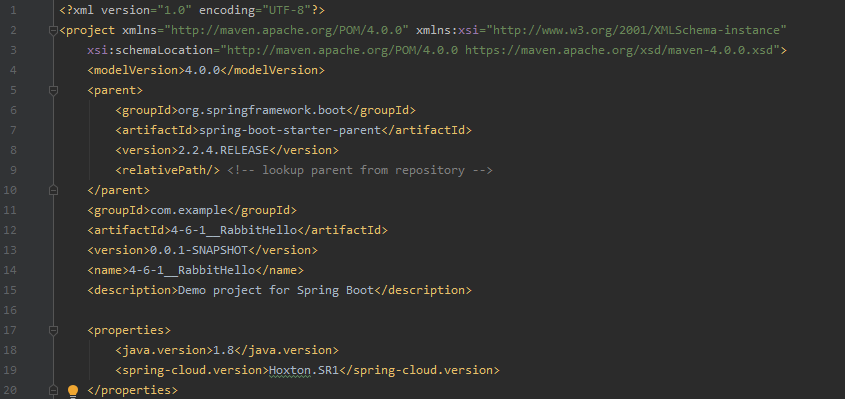 1 <?xml version="1.0" encoding="UTF-8"?>
2 <project xmlns="http://maven.apache.org/POM/4.0.0" xmlns:xsi="http://www.w3.org/2001/XMLSchema-instance"
3 xsi:schemaLocation="http://maven.apache.org/POM/4.0.0 https://maven.apache.org/xsd/maven-4.0.0.xsd">
4 <modelVersion>4.0.0</modelVersion>
5 <parent>
6 <groupId>org.springframework.boot</groupId>
7 <artifactId>spring-boot-starter-parent</artifactId>
8 <version>2.2.4.RELEASE</version>
9 <relativePath/> <!-- lookup parent from repository -->
10 </parent>
11 <groupId>com.example</groupId>
12 <artifactId>4-6-1__RabbitHello</artifactId>
13 <version>0.0.1-SNAPSHOT</version>
14 <name>4-6-1__RabbitHello</name>
15 <description>Demo project for Spring Boot</description>
16
17 <properties>
18 <java.version>1.8</java.version>
19 <spring-cloud.version>Hoxton.SR1</spring-cloud.version>
20 </properties>